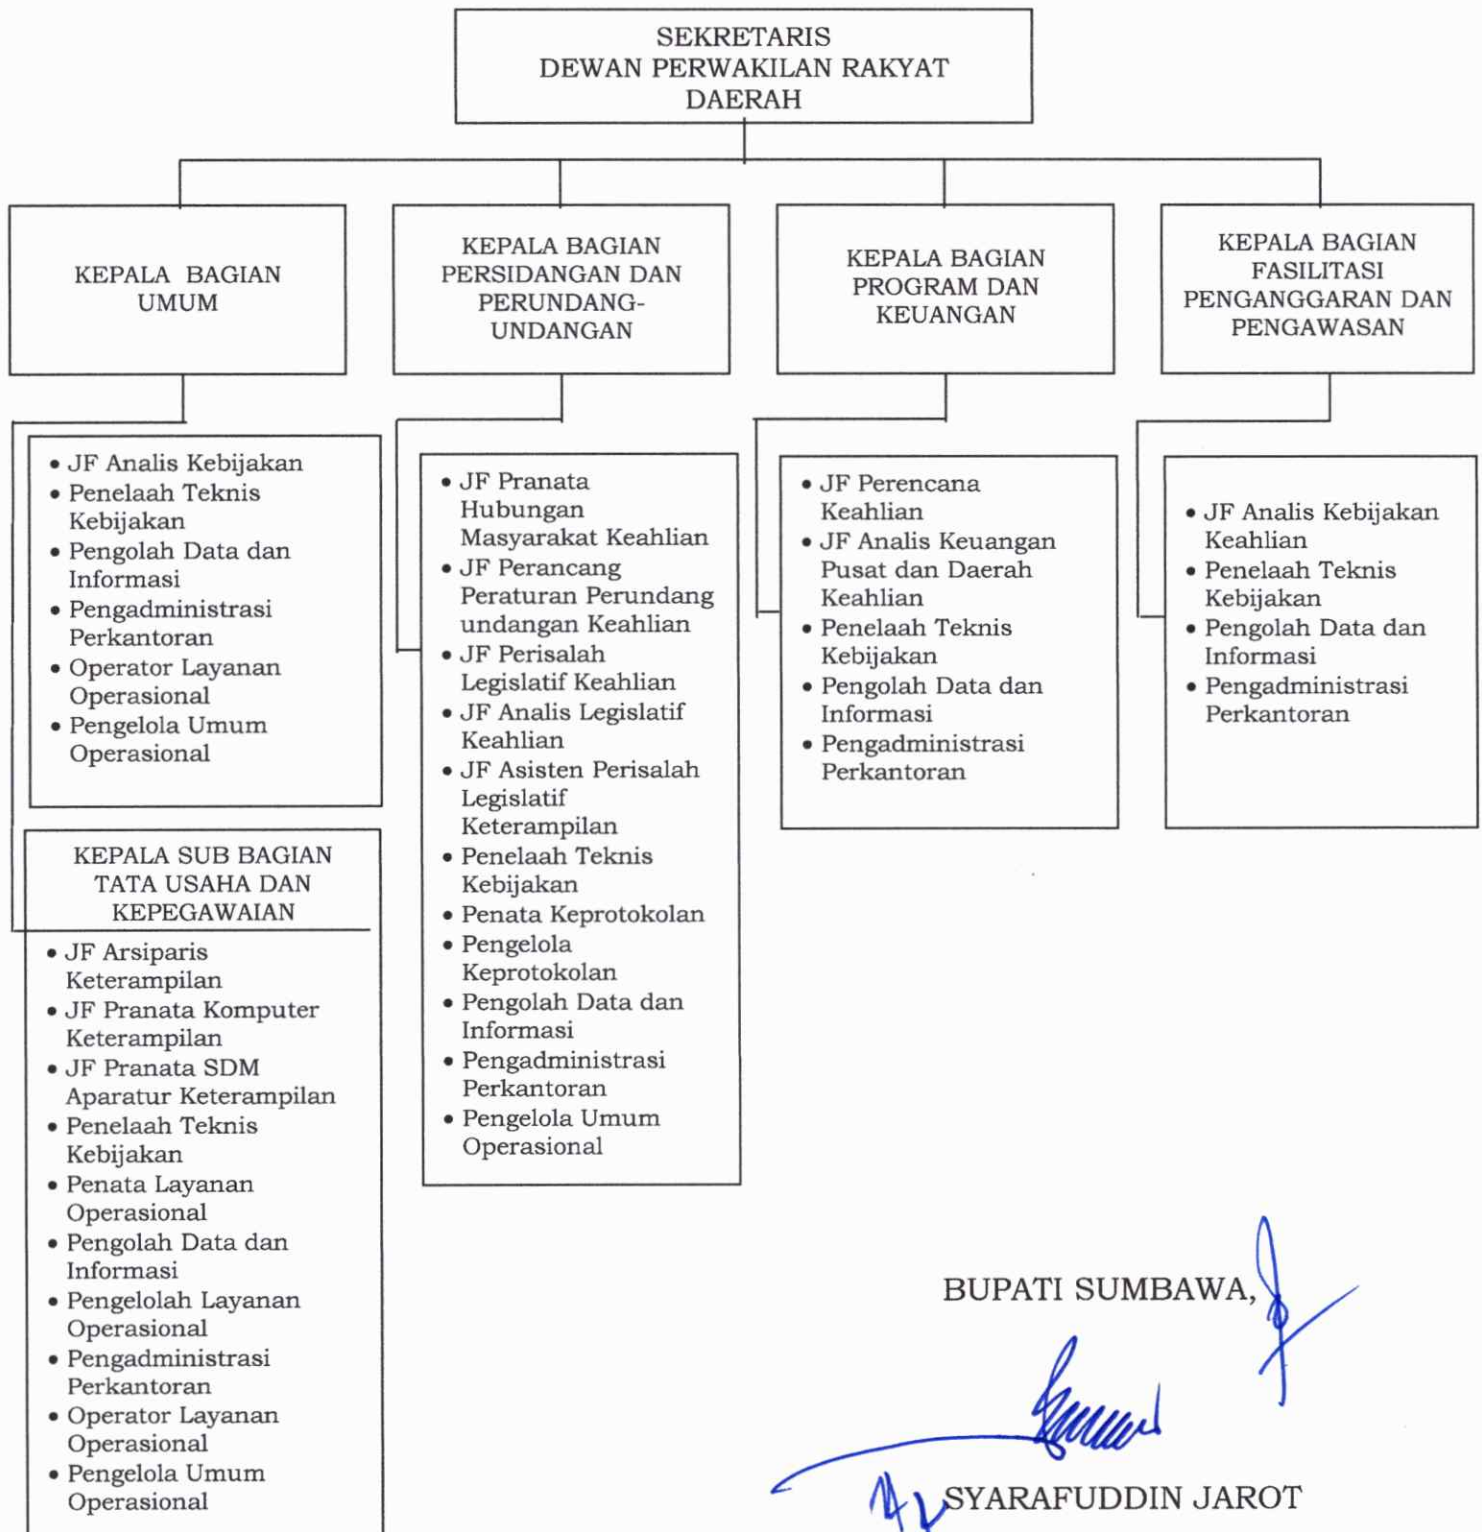 SEKRETARIS
DEWAN PERWAKILAN RAKYAT
DAERAH
KEPALA BAGIAN
UMUM
KEPALA BAGIAN
PERSIDANGAN DAN
PERUNDANG-
UNDANGAN
KEPALA BAGIAN
PROGRAM DAN
KEUANGAN
KEPALA BAGIAN
FASILITASI
PENGANGGARAN DAN
PENGAWASAN
• JF Analis Kebijakan
• Penelaah Teknis
Kebijakan
• Pengolah Data dan
Informasi
• Pengadministrasi
Perkantoran
• Operator Layanan
Operasional
• Pengelola Umum
Operasional
KEPALA SUB BAGIAN
TATA USAHA DAN
KEPEGAWAIAN
• JF Arsiparis
Keterampilan
• JF Pranata Komputer
Keterampilan
• JF Pranata SDM
Aparatur Keterampilan
• Penelaah Teknis
Kebijakan
• Penata Layanan
Operasional
• Pengolah Data dan
Informasi
• Pengelolah Layanan
Operasional
• Pengadministrasi
Perkantoran
• Operator Layanan
Operasional
• Pengelola Umum
Operasional
• JF Pranata
Hubungan
Masyarakat Keahlian
• JF Perancang
Peraturan Perundang
undangan Keahlian
• JF Perisalah
Legislatif Keahlian
• JF Analis Legislatif
Keahlian
• JF Asisten Perisalah
Legislatif
Keterampilan
• Penelaah Teknis
Kebijakan
• Penata Keprotokolan
• Pengelola
Keprotokolan
• Pengolah Data dan
Informasi
• Pengadministrasi
Perkantoran
• Pengelola Umum
Operasional
• JF Perencana
Keahlian
• JF Analis Keuangan
Pusat dan Daerah
Keahlian
• Penelaah Teknis
Kebijakan
• Pengolah Data dan
Informasi
• Pengadministrasi
Perkantoran
• JF Analis Kebijakan
Keahlian
• Penelaah Teknis
Kebijakan
• Pengolah Data dan
Informasi
• Pengadministrasi
Perkantoran
BUPATI SUMBAWA,
SYARAFUDDIN JAROT